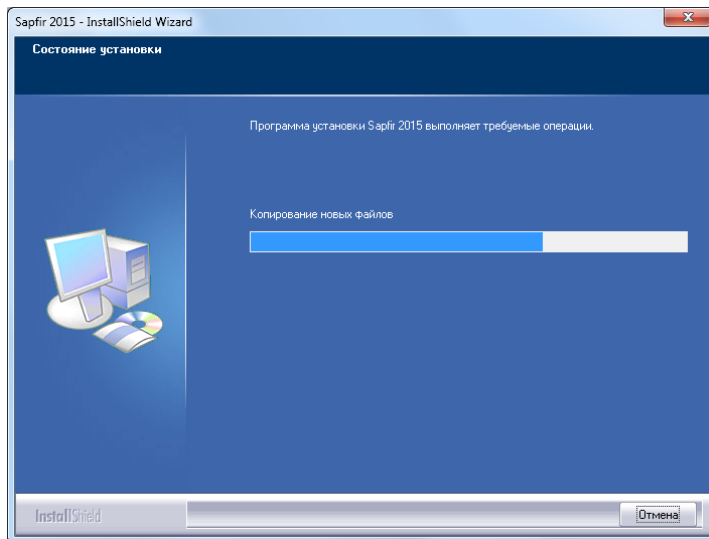 Sapfir 2015 - InstallShield Wizard
Состояние установки
Программа установки Sapfir 2015 выполняет требуемые операции.
Копирование новых файлов
InstallShield
Отмена